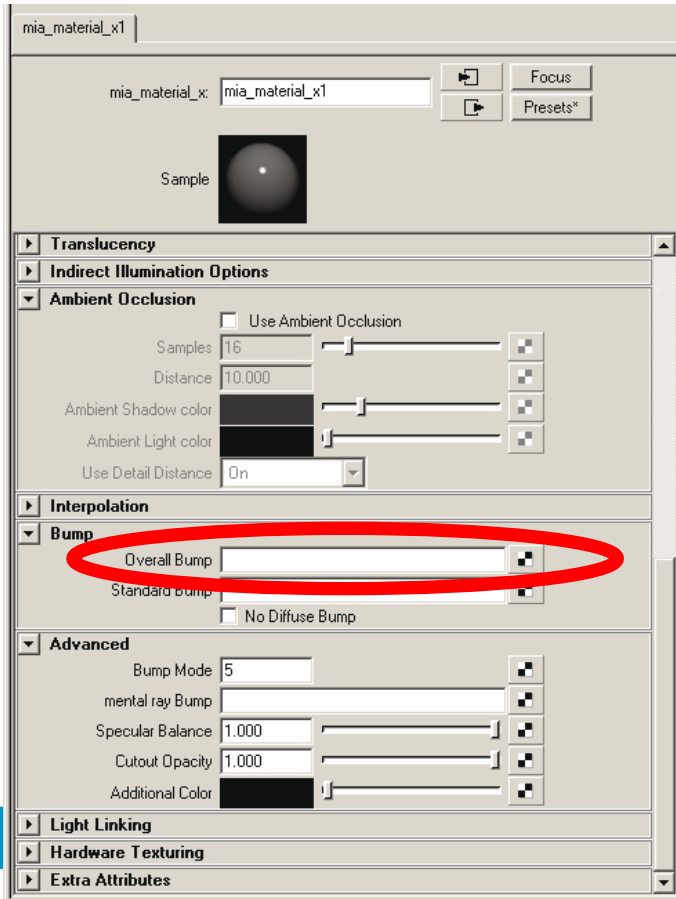 mia_material_x1
mia_material_x: mia_material_x1
Focus
Presets*
Sample
Translucency
Indirect Illumination Options
Ambient Occlusion
Use Ambient Occlusion
Samples 16
Distance 10.000
Ambient Shadow color
Ambient Light color
Use Detail Distance On
Interpolation
Bump
Overall Bump
Standard Bump
No Diffuse Bump
Advanced
Bump Mode 5
mental ray Bump
Specular Balance 1.000
Cutout Opacity 1.000
Additional Color
Light Linking
Hardware Texturing
Extra Attributes